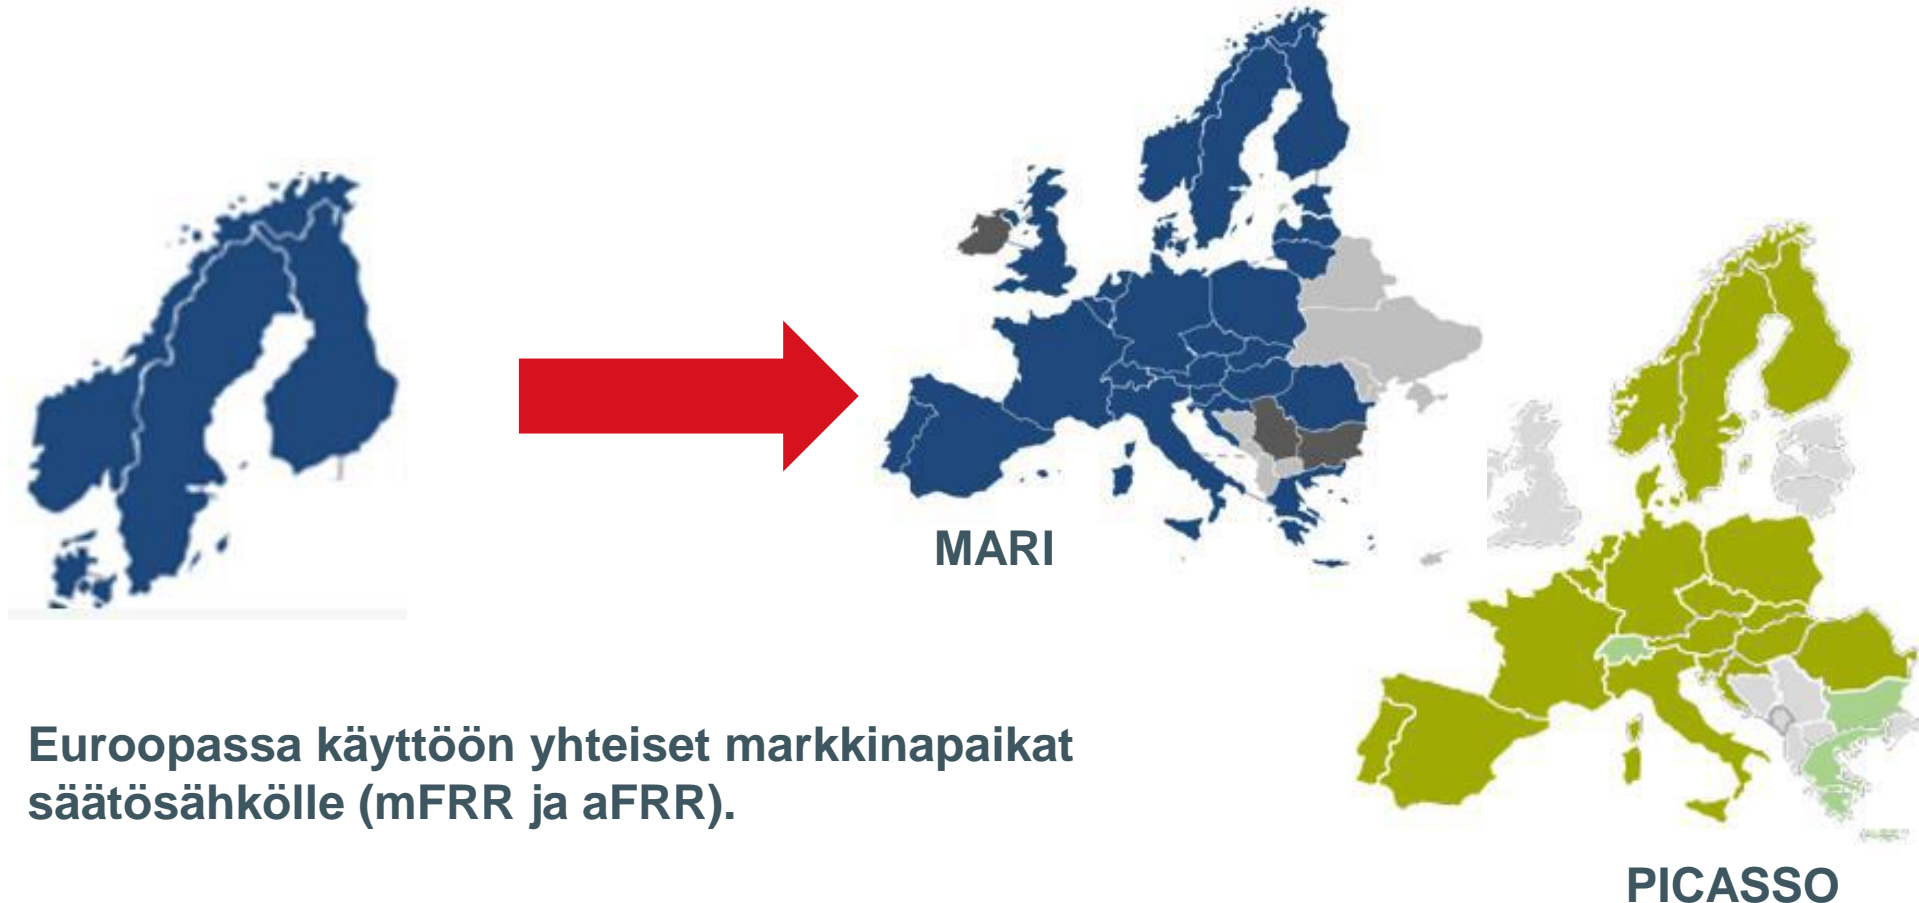 MARI
Euroopassa käyttöön yhteiset markkinapaikat
säätösähkölle (mFRR ja aFRR).
PICASSO